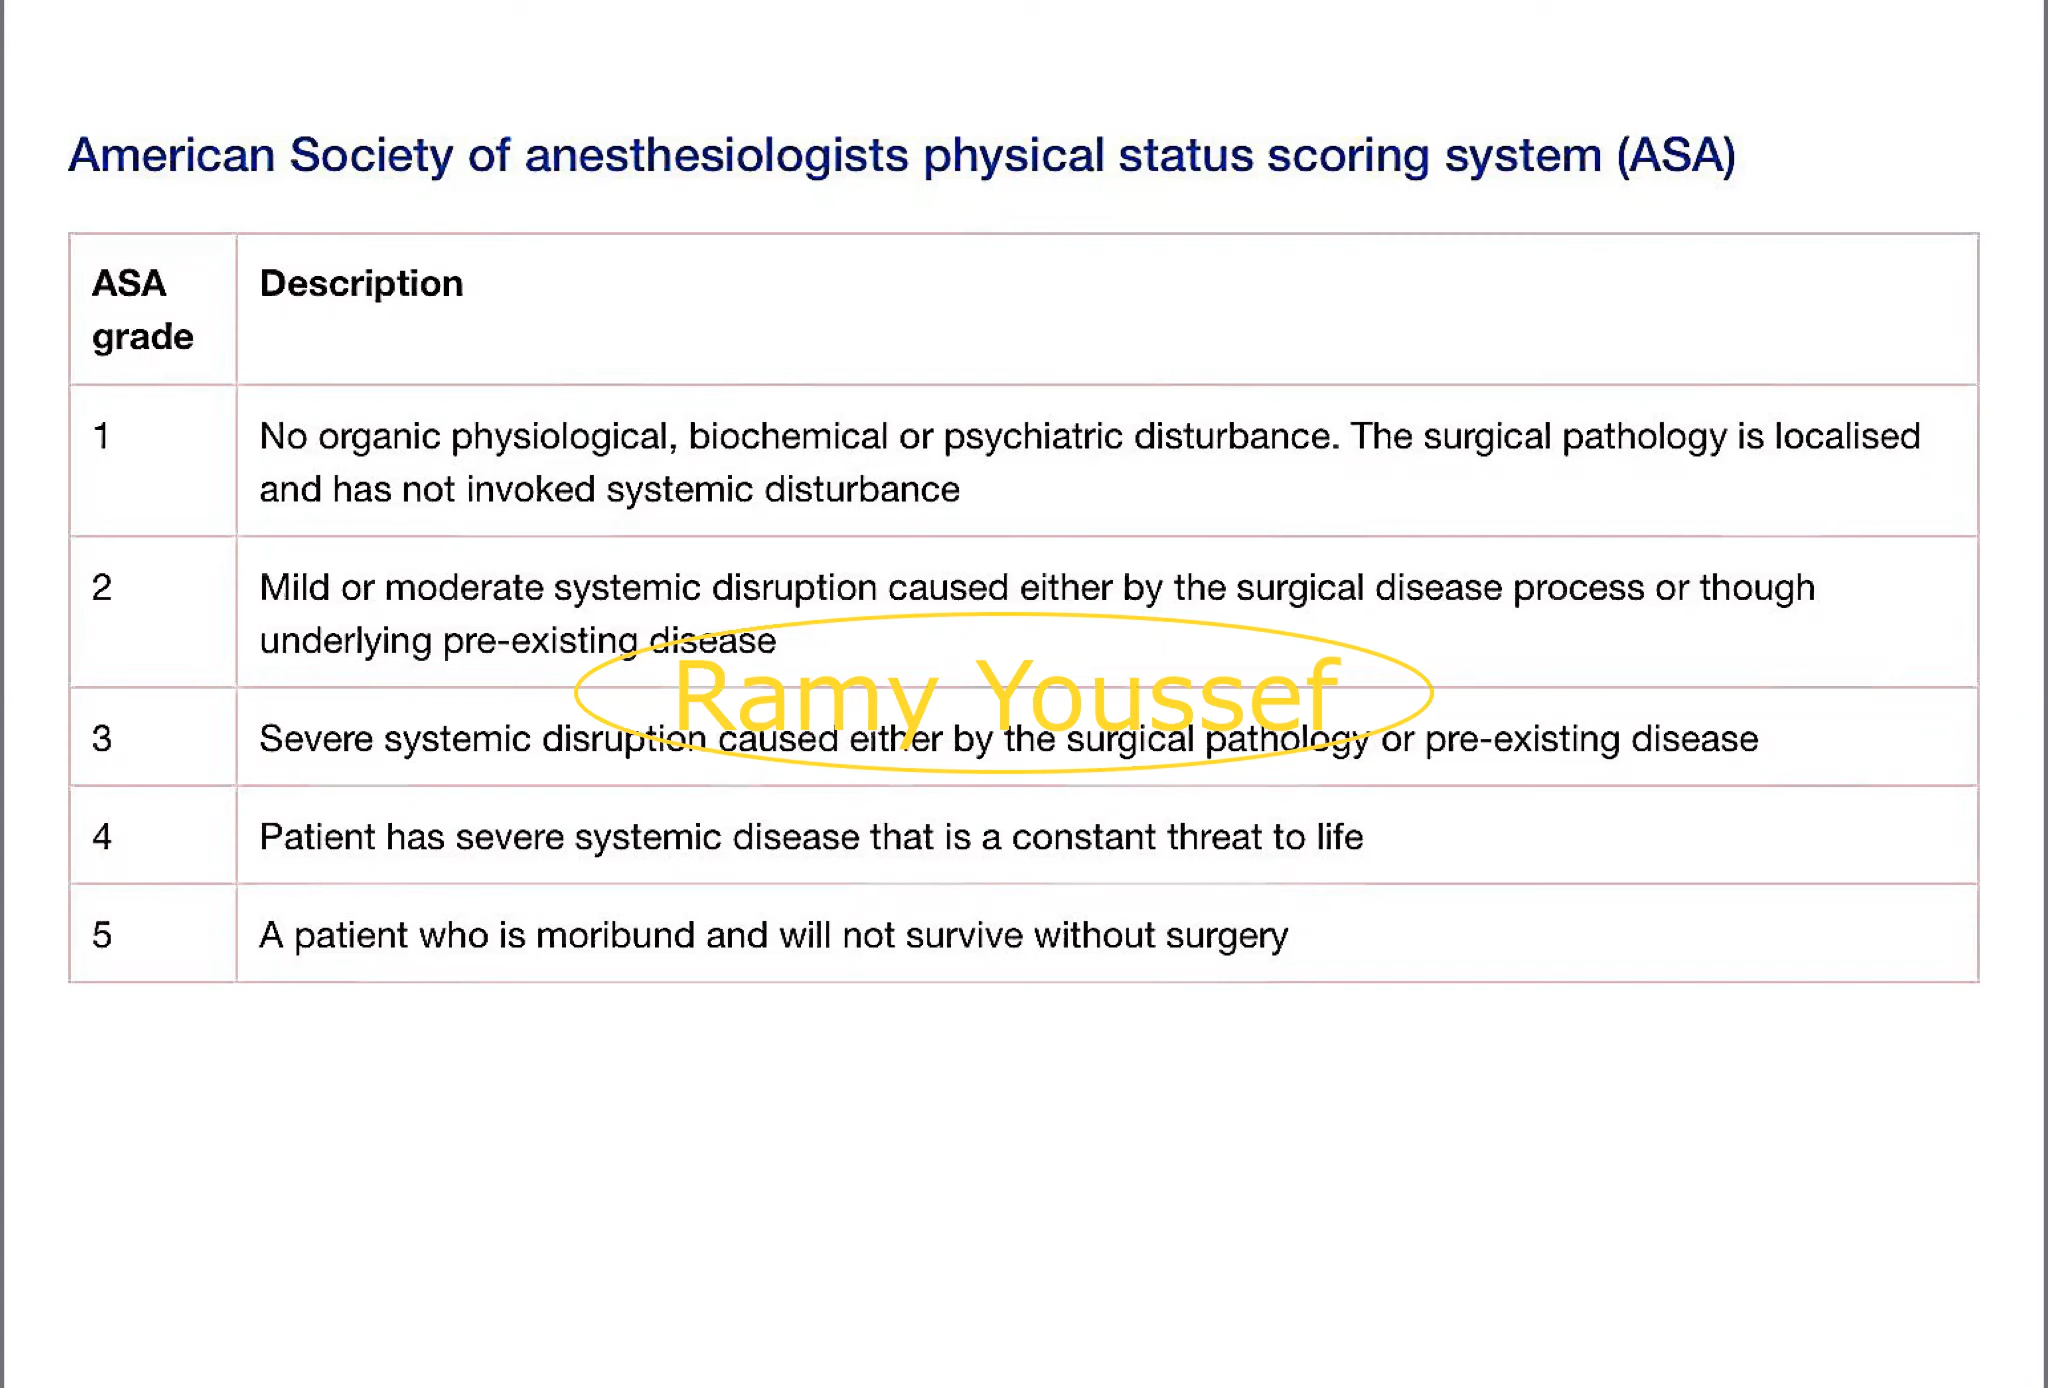 American Society of anesthesiologists physical status scoring system (ASA)
ASA
grade
Description
1
No organic physiological, biochemical or psychiatric disturbance. The surgical pathology is localised
and has not invoked systemic disturbance
2
Mild or moderate systemic disruption caused either by the surgical disease process or though
underlying pre-existing disease
Ramy Youssef
3
Severe systemic disruption caused either by the surgical pathology or pre-existing disease
4
Patient has severe systemic disease that is a constant threat to life
5
A patient who is moribund and will not survive without surgery